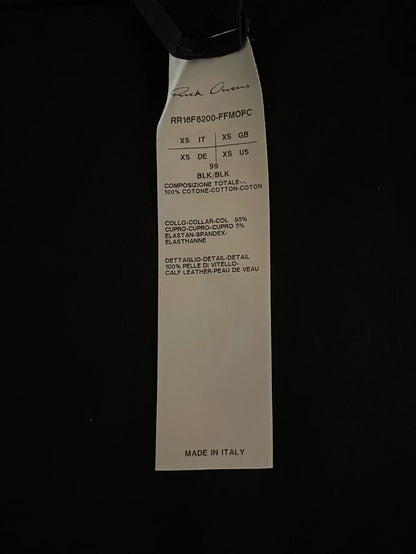 Rick Owens
RR16F6200-FFMOPC
XS IT XS GB
XS DE XS US
99
BLK/BLK
COMPOSIZIONE TOTALE-.-
100% COTONE-COTTON-COTON
COLLO-COLLAR-COL 95%
CUPRO-CUPRO-CUPRO 5%
ELASTAN-SPANDEX-
ELASTHANNE
DETTAGLIO-DETAIL-DETAIL
100% PELLE DI VITELLO-
CALF LEATHER-PEAU DE VEAU
MADE IN ITALY